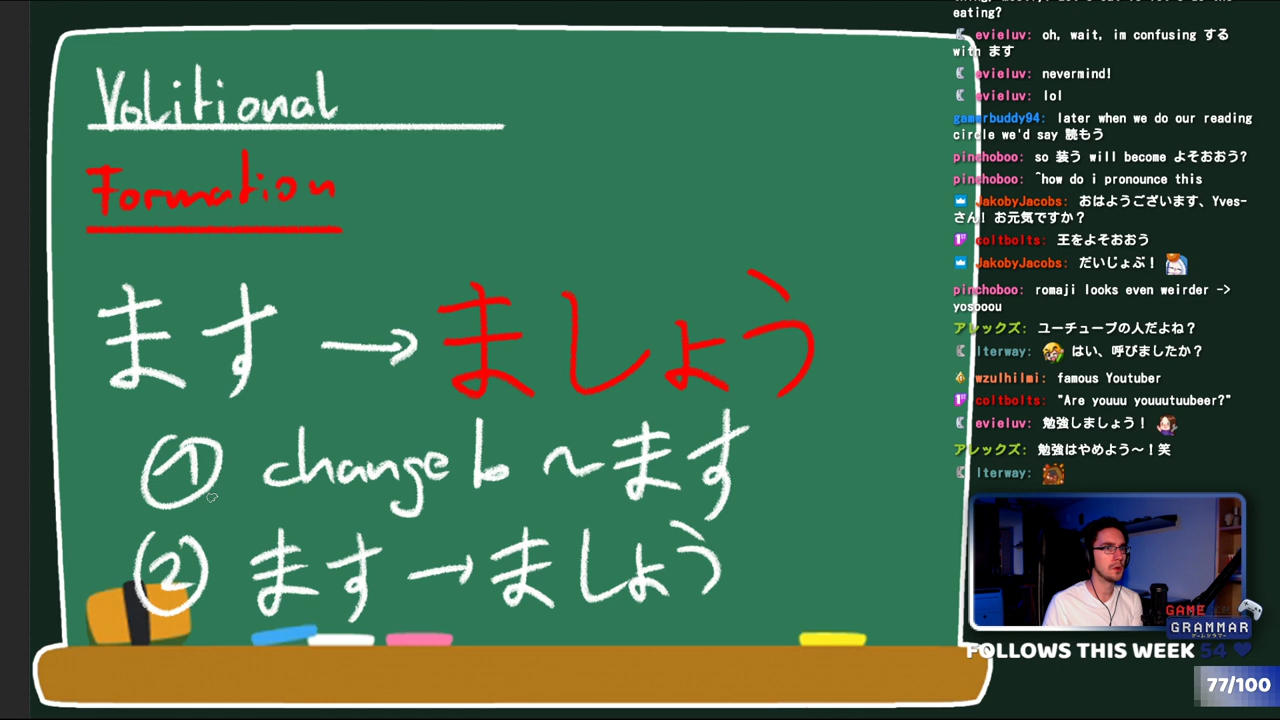 Volitional
Formation
ます → ましょう
① change to ～ます
② ます → ましょう
eating?
evieluv: oh, wait, im confusing する
with ます
evieluv: nevermind!
evieluv: lol
gamerbuddy94: later when we do our reading
circle we'd say 読もう
pinchoboo: so 装う will become よそおおう?
pinchoboo: ^how do i pronounce this
JakobyJacobs: おはようございます、Yves-
さん! お元気ですか？
coltbolts: 王をよそおおう
JakobyJacobs: だいじょぶ！
pinchoboo: romaji looks even weirder ->
yosooou
アレックズ: ユーチューブの人だよね？
lterway: はい、呼びましたか？
wzulhilmi: famous Youtuber
coltbolts: "Are youuu youuutuubeer?"
evieluv: 勉強しましょう！
アレックズ: 勉強はやめよう～！笑
lterway:
GAME
GRAMMAR
FOLLOWS THIS WEEK 54
77/100